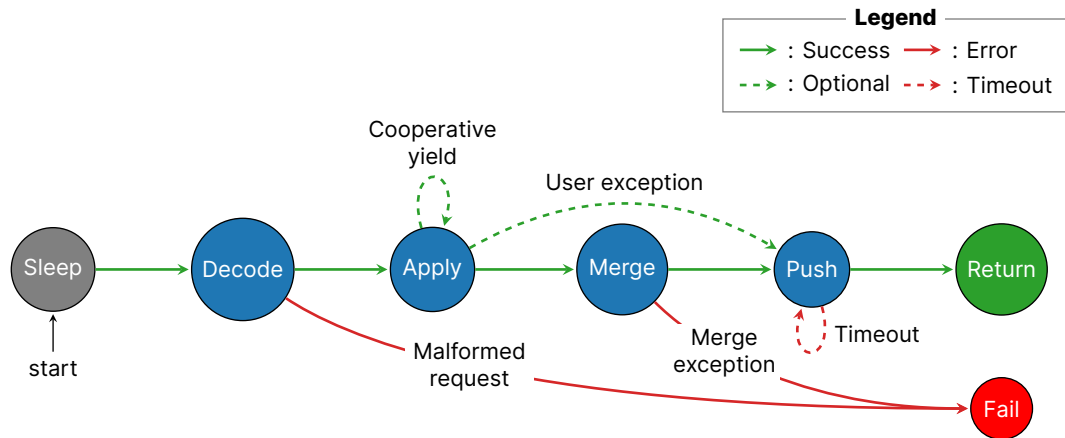 Legend
: Success
: Error
: Optional
: Timeout
Cooperative
yield
User exception
Sleep
Decode
Apply
Merge
Push
Return
start
Malformed
request
Merge
exception
Timeout
Fail